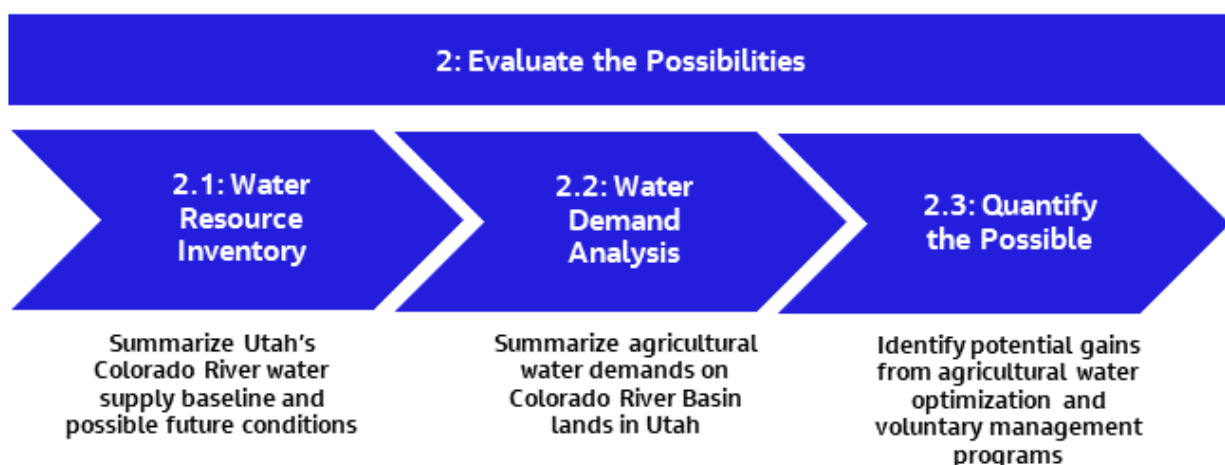 2: Evaluate the Possibilities
2.1: Water
Resource
Inventory
2.2: Water
Demand
Analysis
2.3: Quantify
the Possible
Summarize Utah's
Colorado River water
supply baseline and
possible future conditions
Summarize agricultural
water demands on
Colorado River Basin
lands in Utah
Identify potential gains
from agricultural water
optimization and
voluntary management
programs